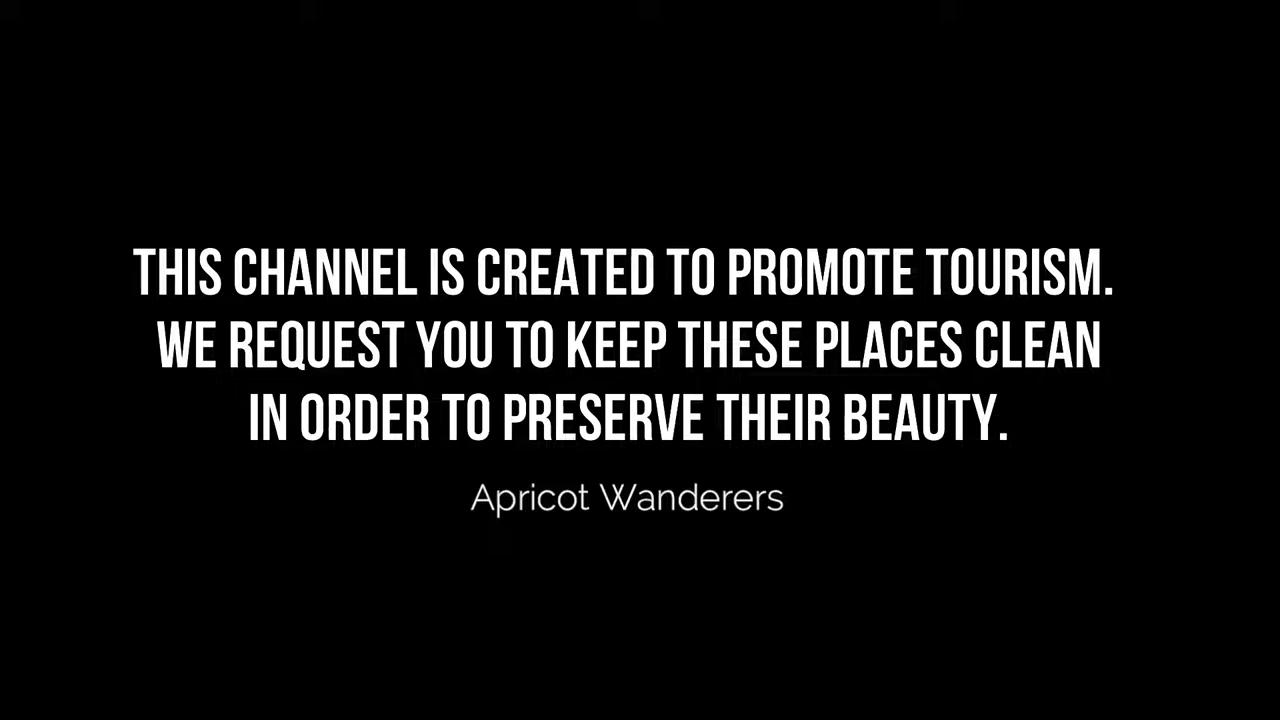 THIS CHANNEL IS CREATED TO PROMOTE TOURISM.
WE REQUEST YOU TO KEEP THESE PLACES CLEAN
IN ORDER TO PRESERVE THEIR BEAUTY.
Apricot Wanderers